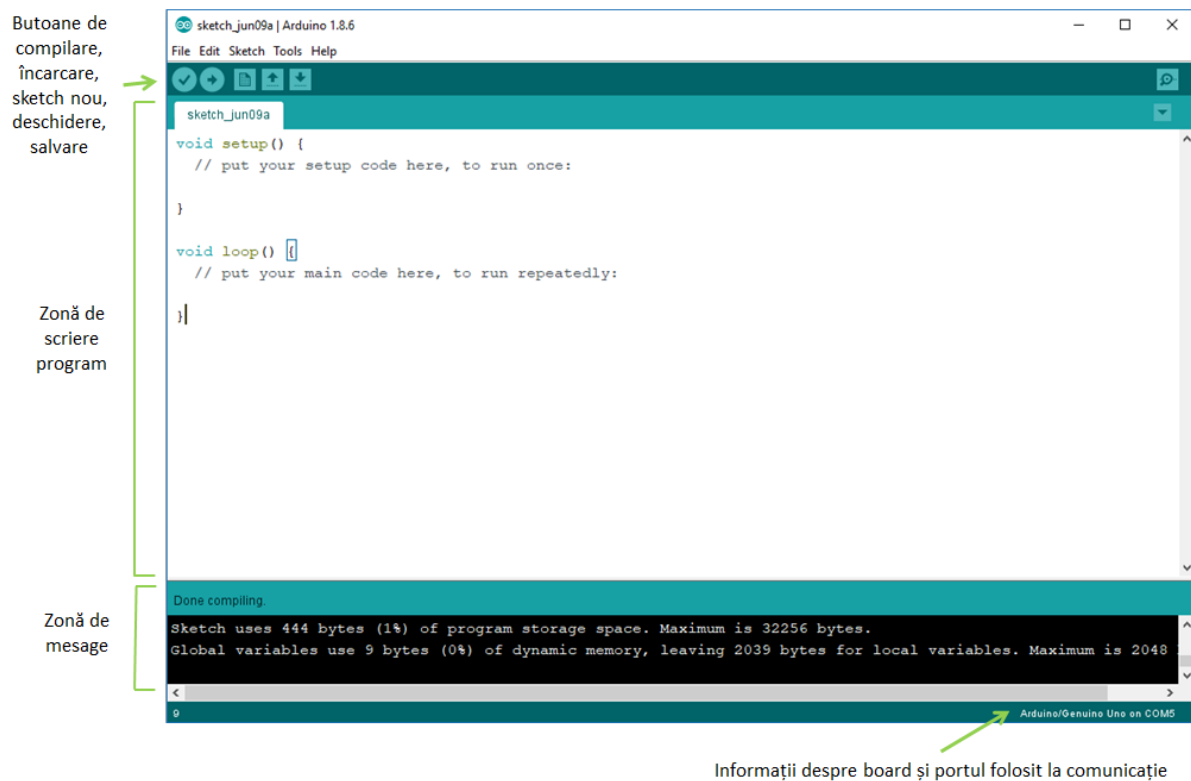 Butoane de
compilare,
încarcare,
sketch nou,
deschidere,
salvare
sketch_jun09a | Arduino 1.8.6
File Edit Sketch Tools Help
sketch_jun09a
void setup() {
  // put your setup code here, to run once:
}
void loop() {
  // put your main code here, to run repeatedly:
}
Zonă de
scriere
program
Zonă de
mesage
Done compiling.
Sketch uses 444 bytes (1%) of program storage space. Maximum is 32256 bytes.
Global variables use 9 bytes (0%) of dynamic memory, leaving 2039 bytes for local variables. Maximum is 2048
9
Arduino/Genuino Uno on COM5
Informații despre board și portul folosit la comunicație